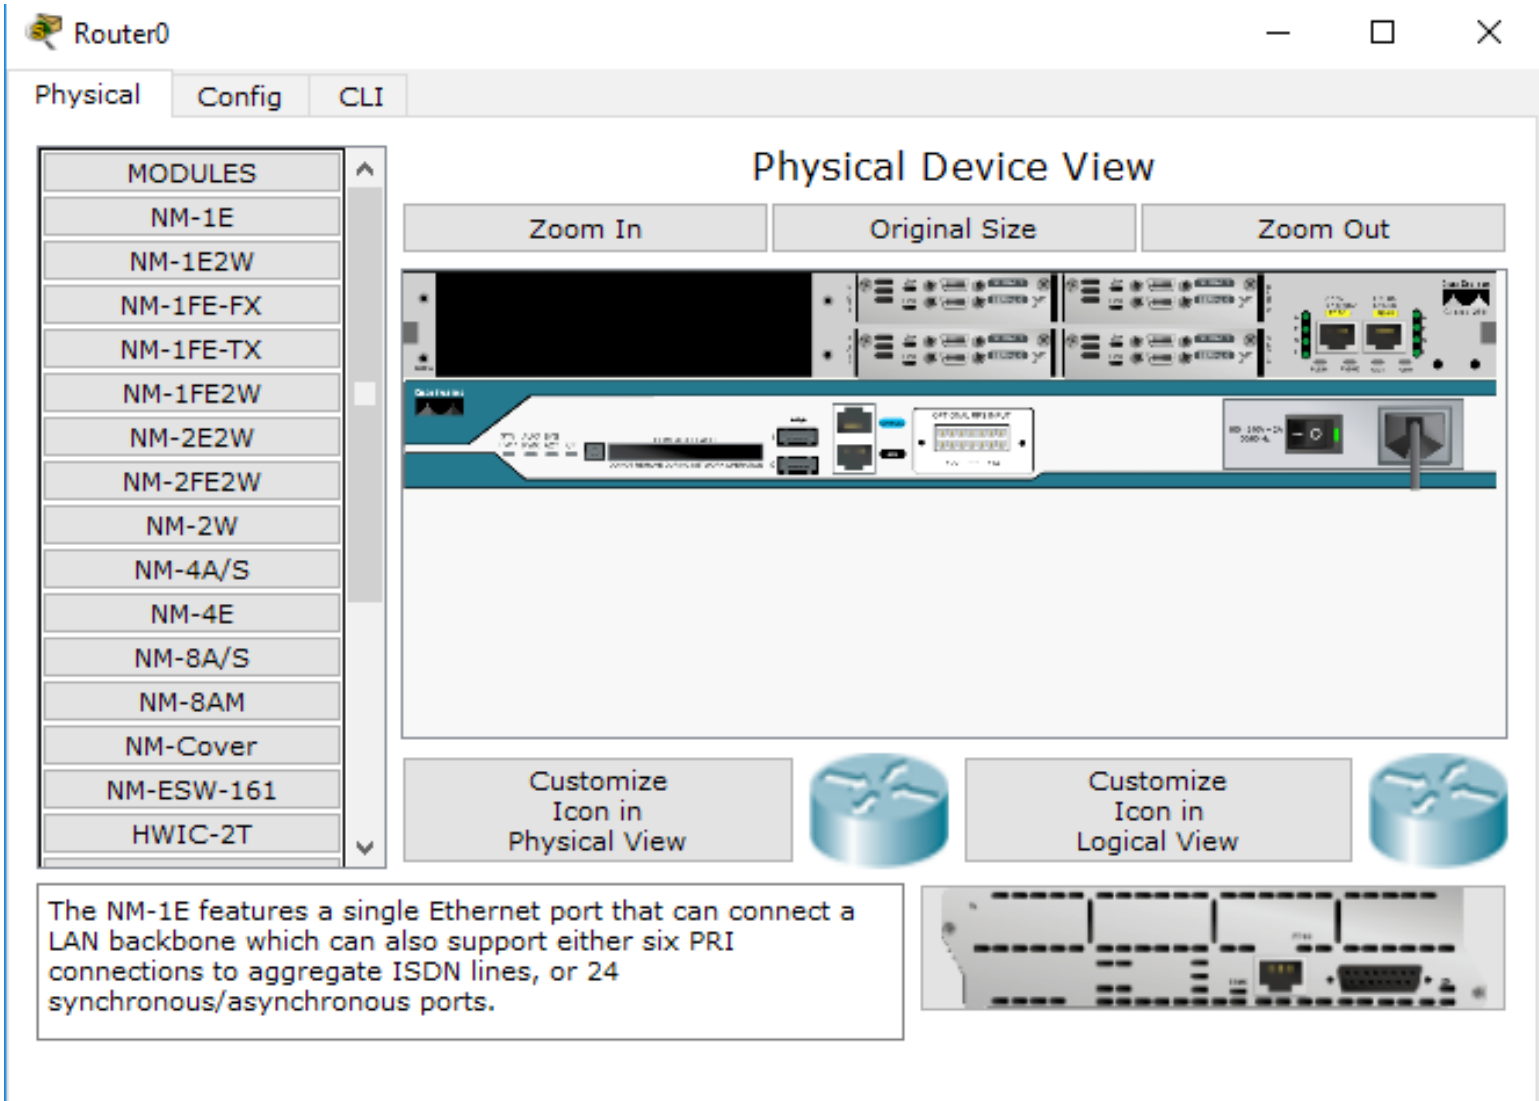 Router0
Physical
Config
CLI
MODULES
NM-1E
NM-1E2W
NM-1FE-FX
NM-1FE-TX
NM-1FE2W
NM-2E2W
NM-2FE2W
NM-2W
NM-4A/S
NM-4E
NM-8A/S
NM-8AM
NM-Cover
NM-ESW-161
HWIC-2T
Physical Device View
Zoom In
Original Size
Zoom Out
OPTIONAL RPS INPUT
Customize
Icon in
Physical View
Customize
Icon in
Logical View
The NM-1E features a single Ethernet port that can connect a
LAN backbone which can also support either six PRI
connections to aggregate ISDN lines, or 24
synchronous/asynchronous ports.